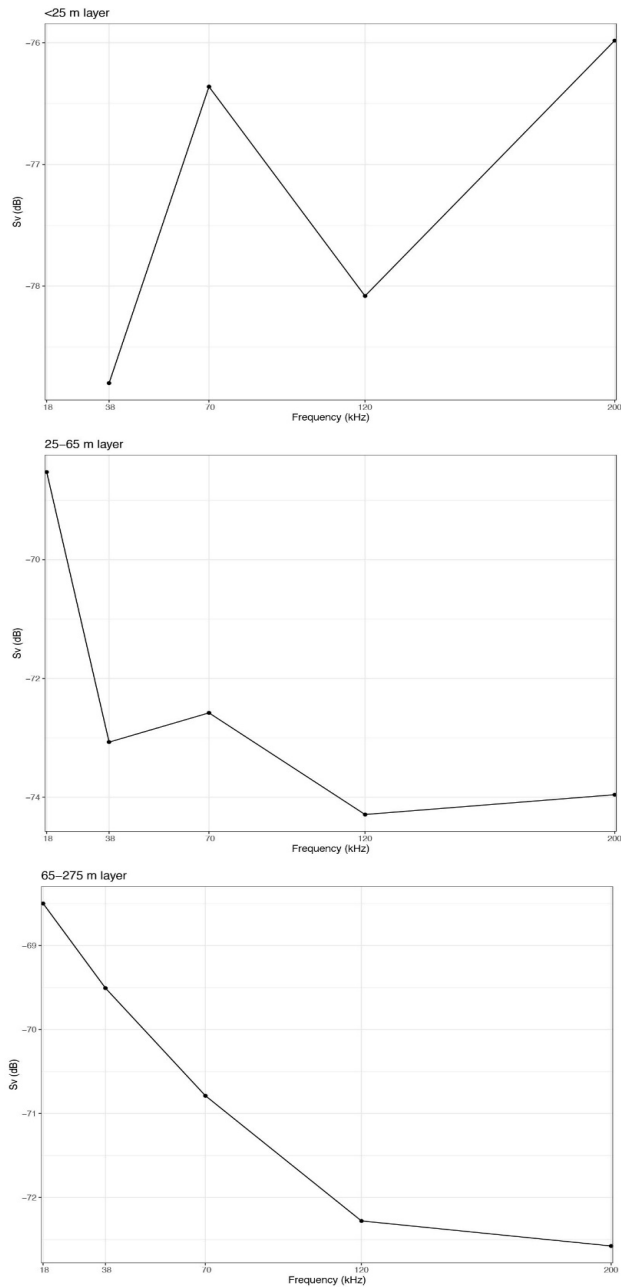 <25 m layer
−76
−77
−78
Sv (dB)
18 38 70 120 200
Frequency (kHz)
25−65 m layer
−70
−72
−74
Sv (dB)
18 38 70 120 200
Frequency (kHz)
65−275 m layer
−69
−70
−71
−72
Sv (dB)
18 38 70 120 200
Frequency (kHz)